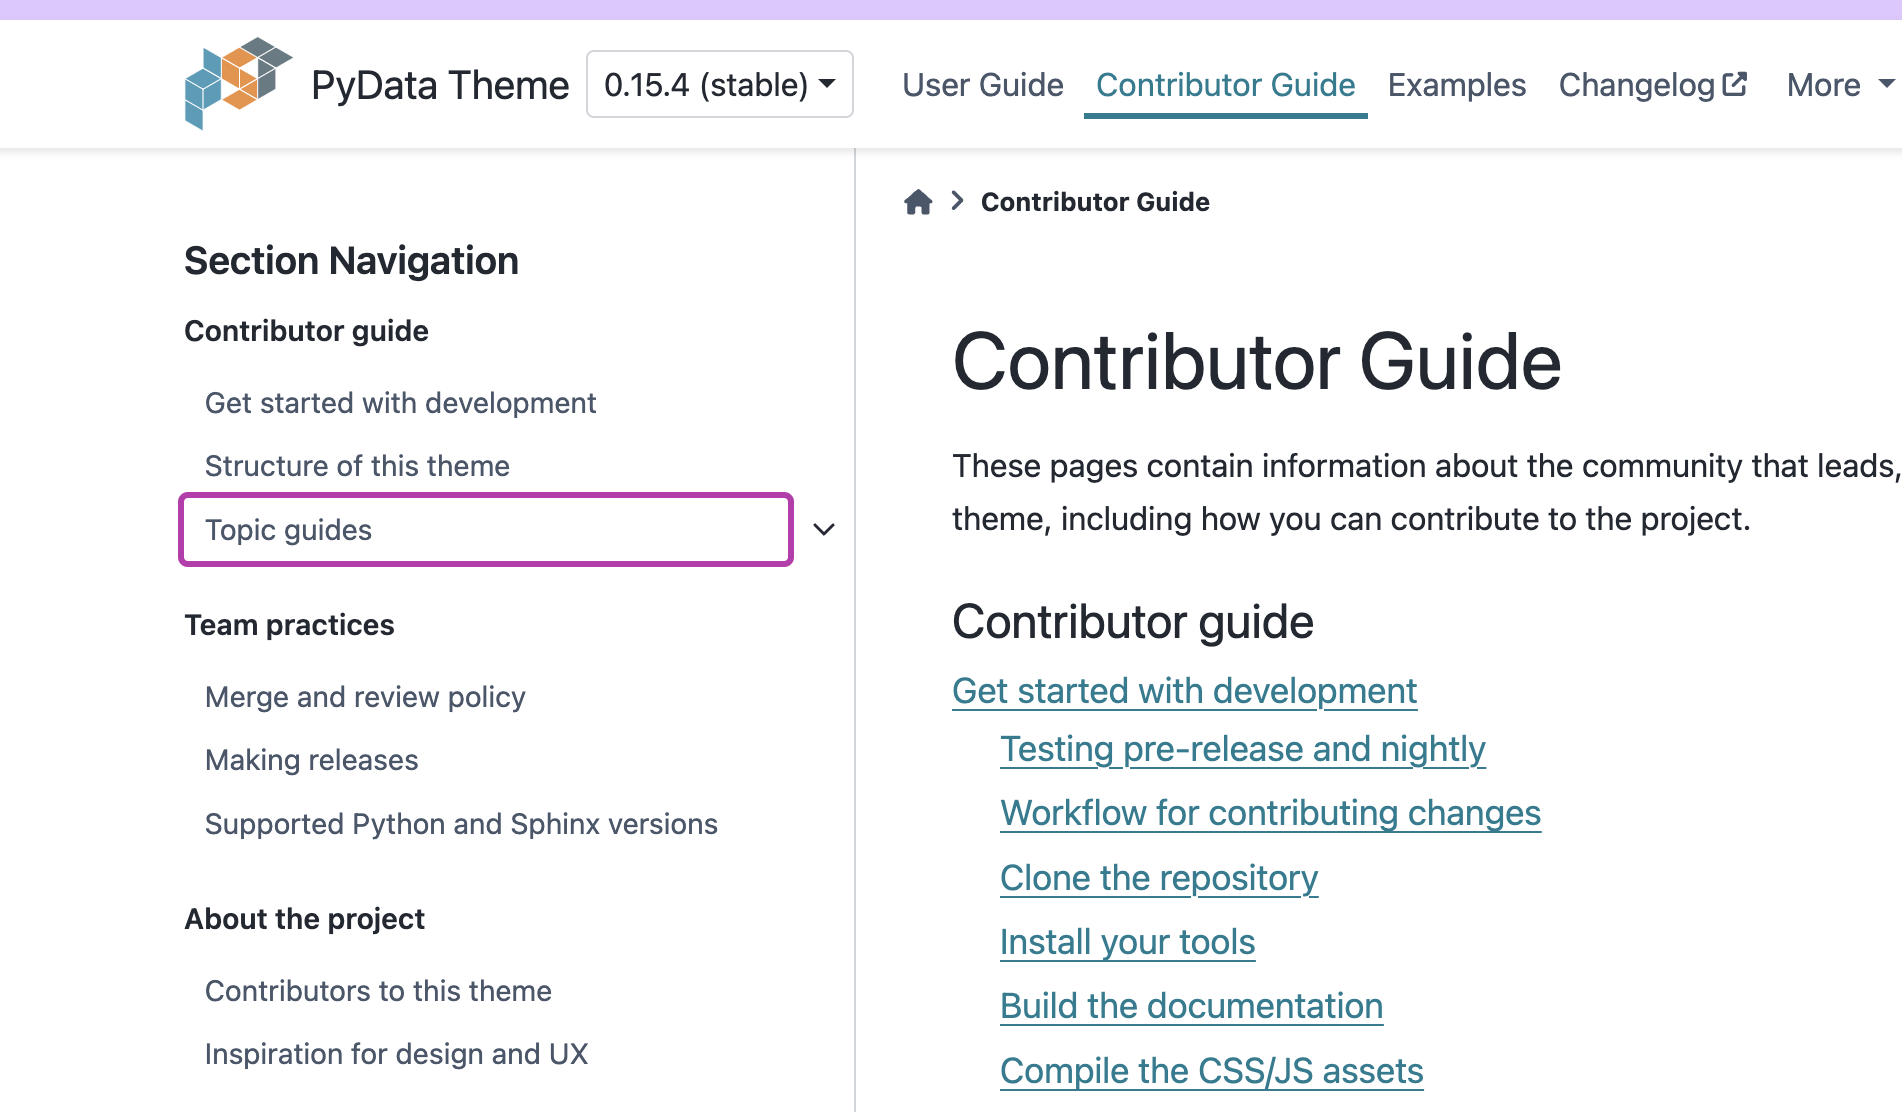 PyData Theme
0.15.4 (stable)
User Guide
Contributor Guide
Examples
Changelog
More
Section Navigation
Contributor guide
Get started with development
Structure of this theme
Topic guides
Team practices
Merge and review policy
Making releases
Supported Python and Sphinx versions
About the project
Contributors to this theme
Inspiration for design and UX
Contributor Guide
Contributor Guide
These pages contain information about the community that leads,
theme, including how you can contribute to the project.
Contributor guide
Get started with development
Testing pre-release and nightly
Workflow for contributing changes
Clone the repository
Install your tools
Build the documentation
Compile the CSS/JS assets